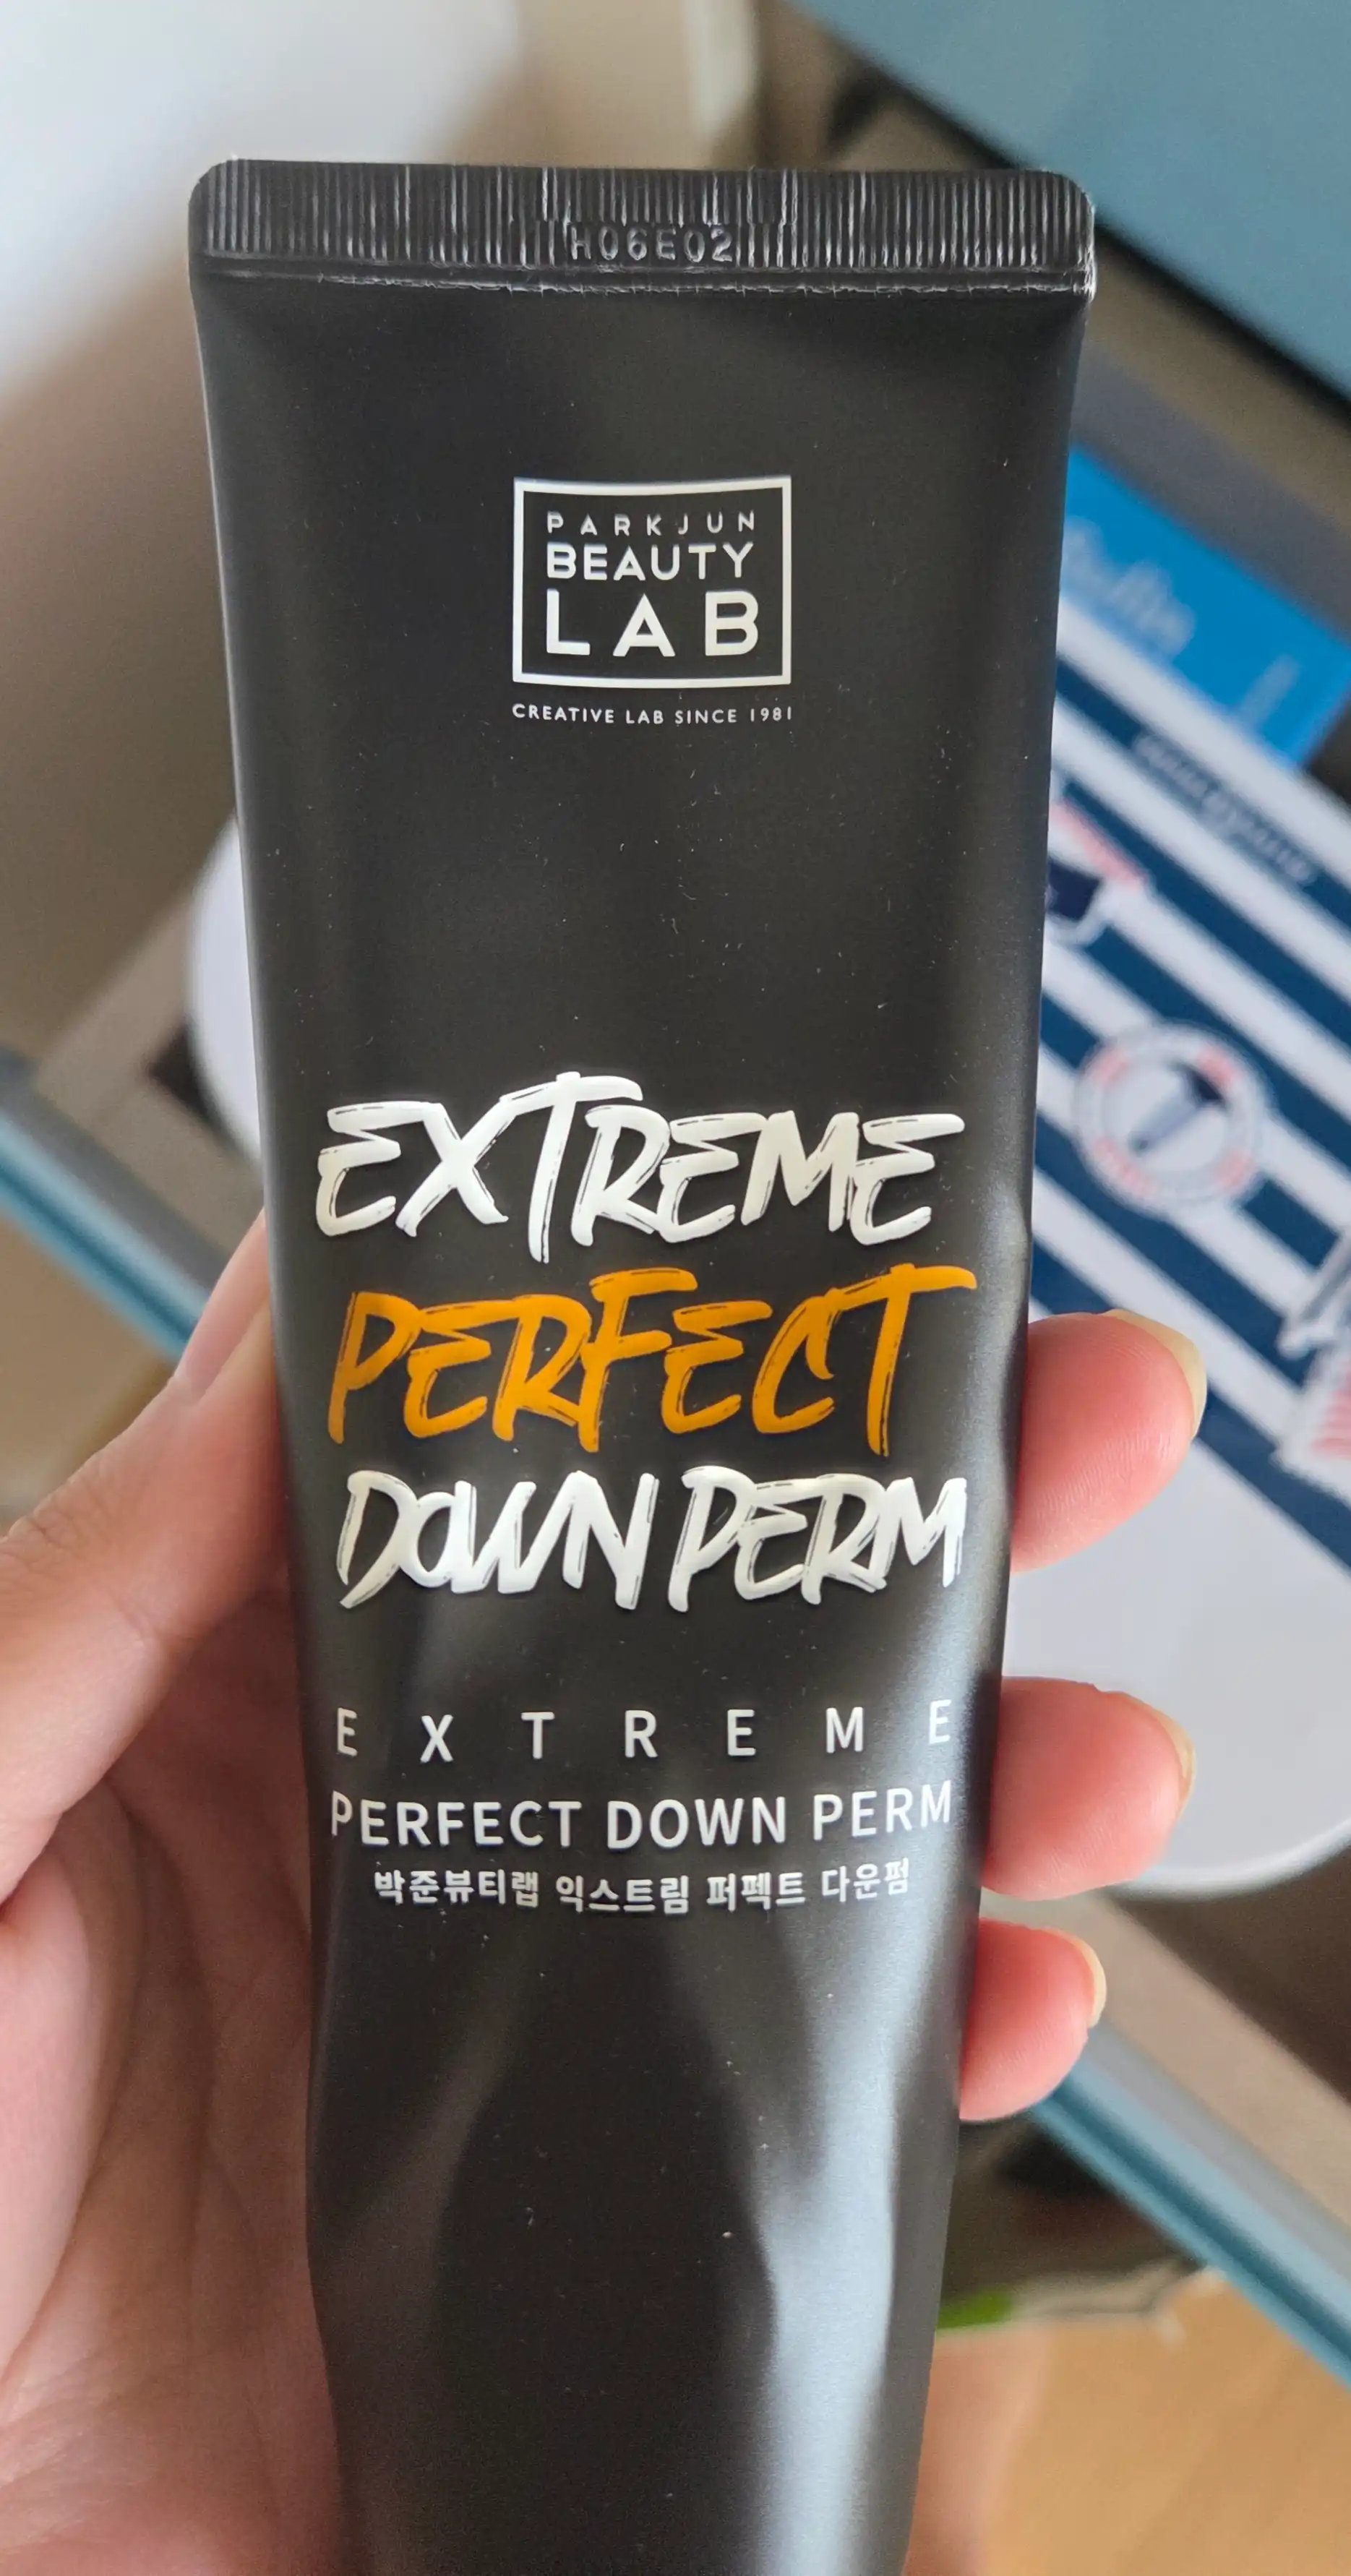 H06E02
PARKJUN
BEAUTY
LAB
CREATIVE LAB SINCE 1981
EXTREME
PERFECT
DOWN PERM
EXTREME
PERFECT DOWN PERM
박준뷰티랩 익스트림 퍼펙트 다운펌